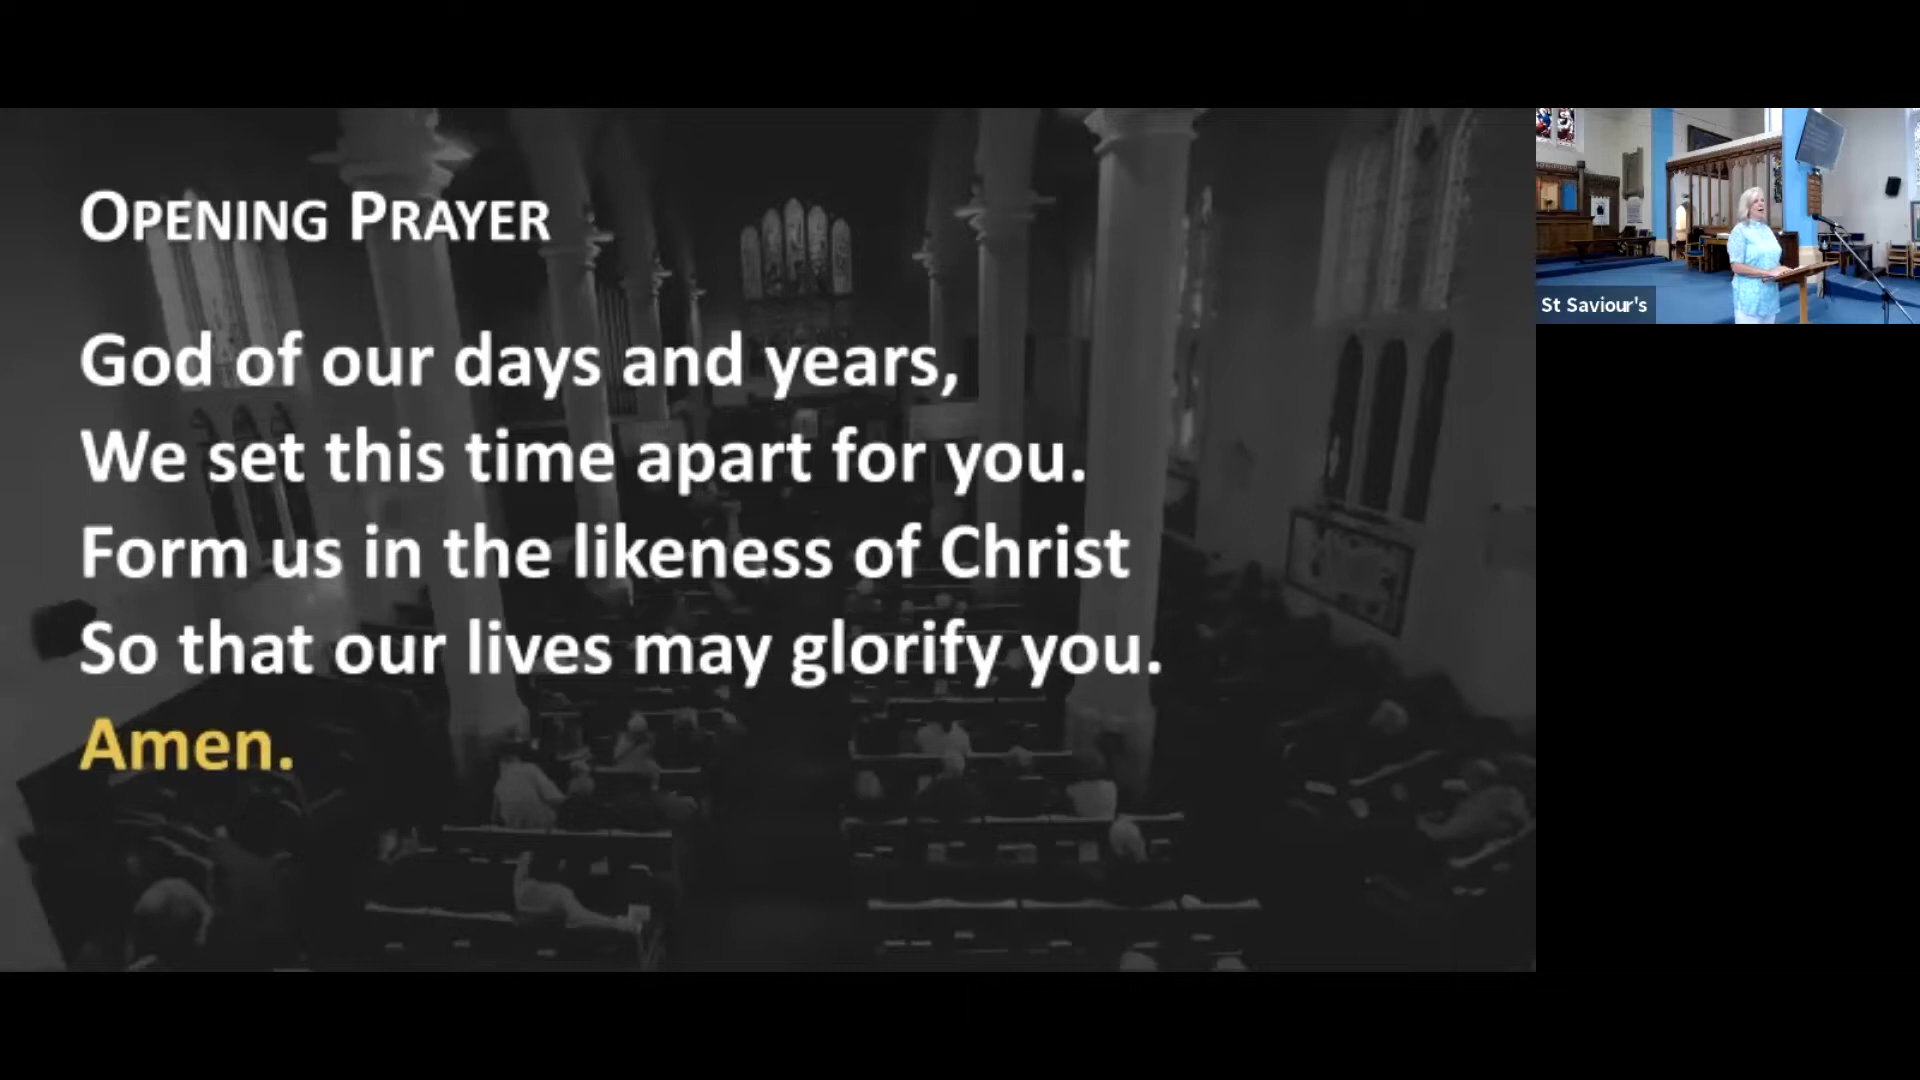 OPENING PRAYER
God of our days and years,
We set this time apart for you.
Form us in the likeness of Christ
So that our lives may glorify you.
Amen.
St Saviour's